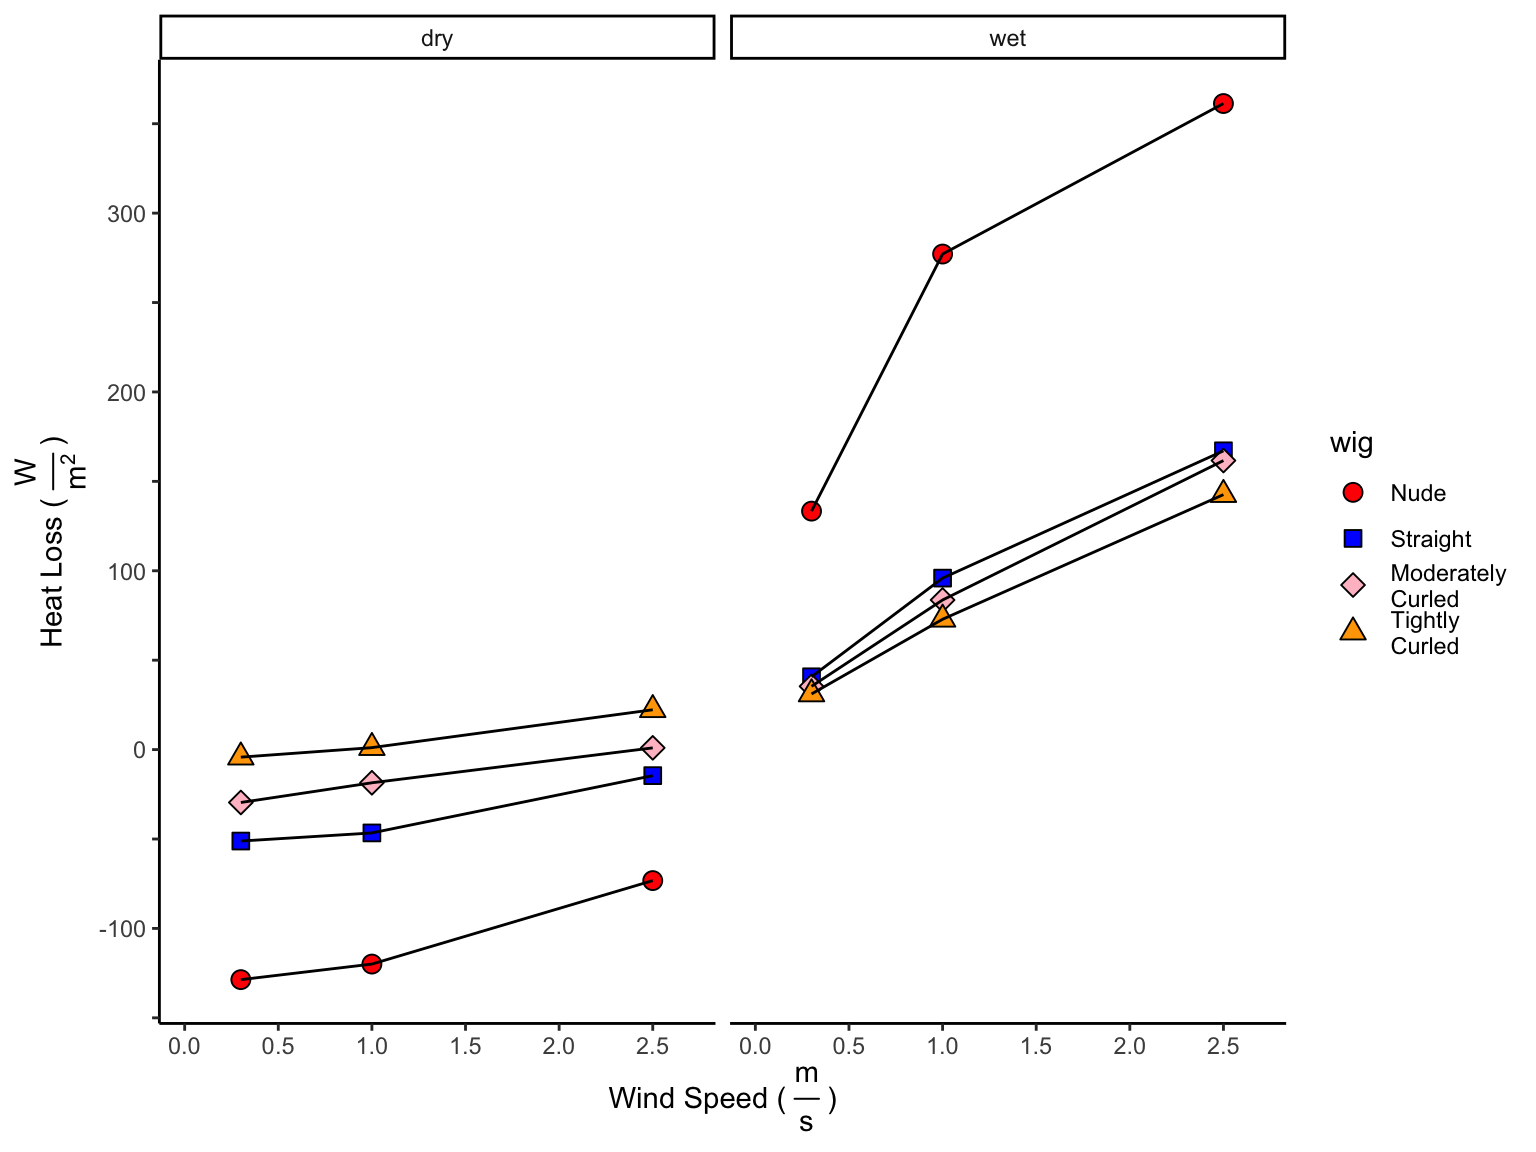 dry
wet
300
200
100
0
-100
Heat Loss ( W/m² )
0.0 0.5 1.0 1.5 2.0 2.5
0.0 0.5 1.0 1.5 2.0 2.5
Wind Speed ( m/s )
wig
Nude
Straight
Moderately
Curled
Tightly
Curled